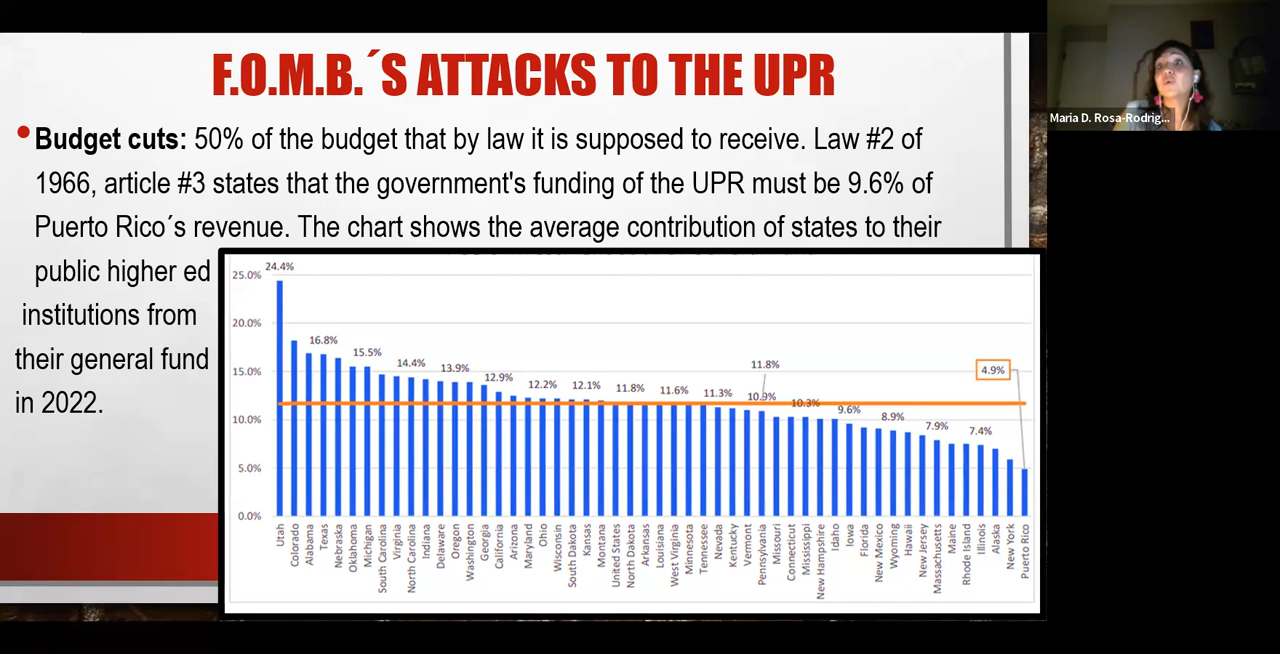 F.O.M.B.´S ATTACKS TO THE UPR
Maria D. Rosa-Rodrig...
•Budget cuts: 50% of the budget that by law it is supposed to receive. Law #2 of
1966, article #3 states that the government's funding of the UPR must be 9.6% of
Puerto Rico´s revenue. The chart shows the average contribution of states to their
public higher ed
institutions from
their general fund
in 2022.
25.0%
20.0%
15.0%
10.0%
5.0%
0.0%
24.4%
16.8%
15.5%
14.4%
13.9%
12.9%
12.2%
12.1%
11.8%
11.6%
11.3%
11.8%
10.9%
10.3%
9.6%
8.9%
7.9%
7.4%
4.9%
Utah
Colorado
Alabama
Texas
Nebraska
Oklahoma
Michigan
South Carolina
Virginia
North Carolina
Indiana
Delaware
Oregon
Washington
Georgia
California
Arizona
Maryland
Ohio
Wisconsin
South Dakota
Kansas
Montana
United States
North Dakota
Arkansas
Louisiana
West Virginia
Minnesota
Tennessee
Nevada
Kentucky
Vermont
Pennsylvania
Missouri
Connecticut
Mississippi
New Hampshire
Idaho
Iowa
Florida
New Mexico
Wyoming
Hawaii
New Jersey
Massachusetts
Maine
Rhode Island
Illinois
Alaska
New York
Puerto Rico